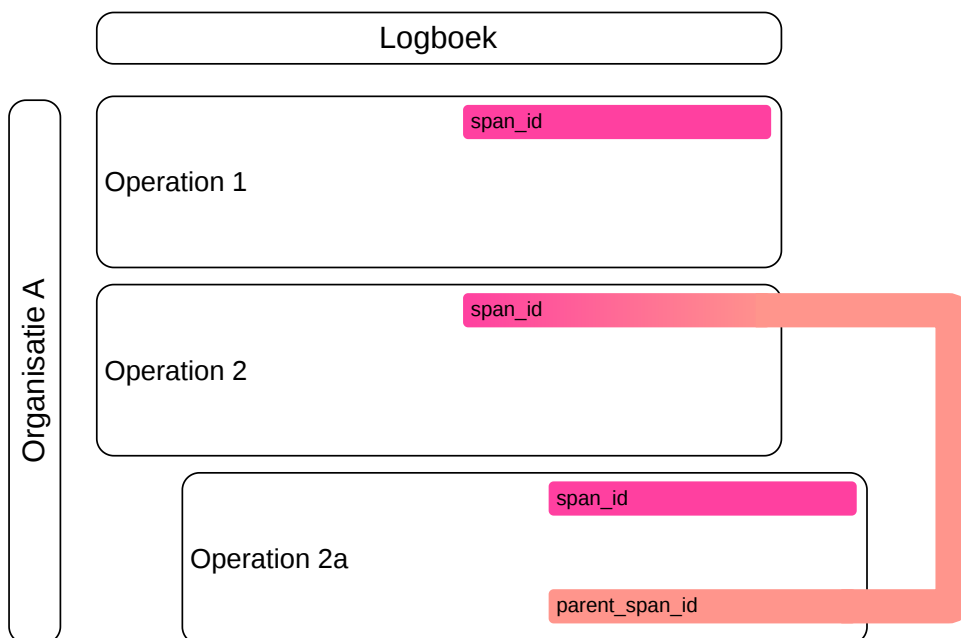 Logboek
Organisatie A
span_id
Operation 1
span_id
Operation 2
span_id
Operation 2a
parent_span_id